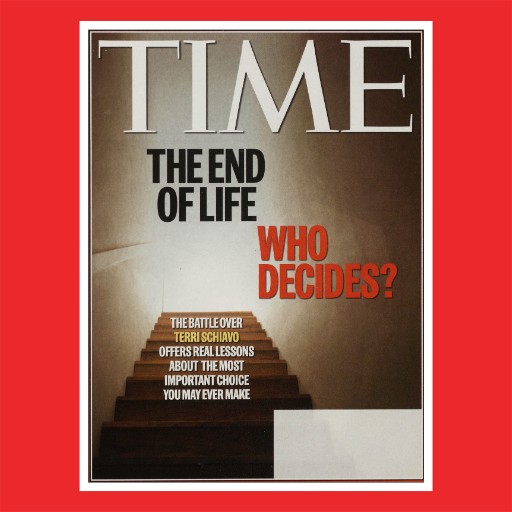 TIME
THE END
OF LIFE
WHO
DECIDES?
THE BATTLE OVER
TERRI SCHIAVO
OFFERS REAL LESSONS
ABOUT THE MOST
IMPORTANT CHOICE
YOU MAY EVER MAKE